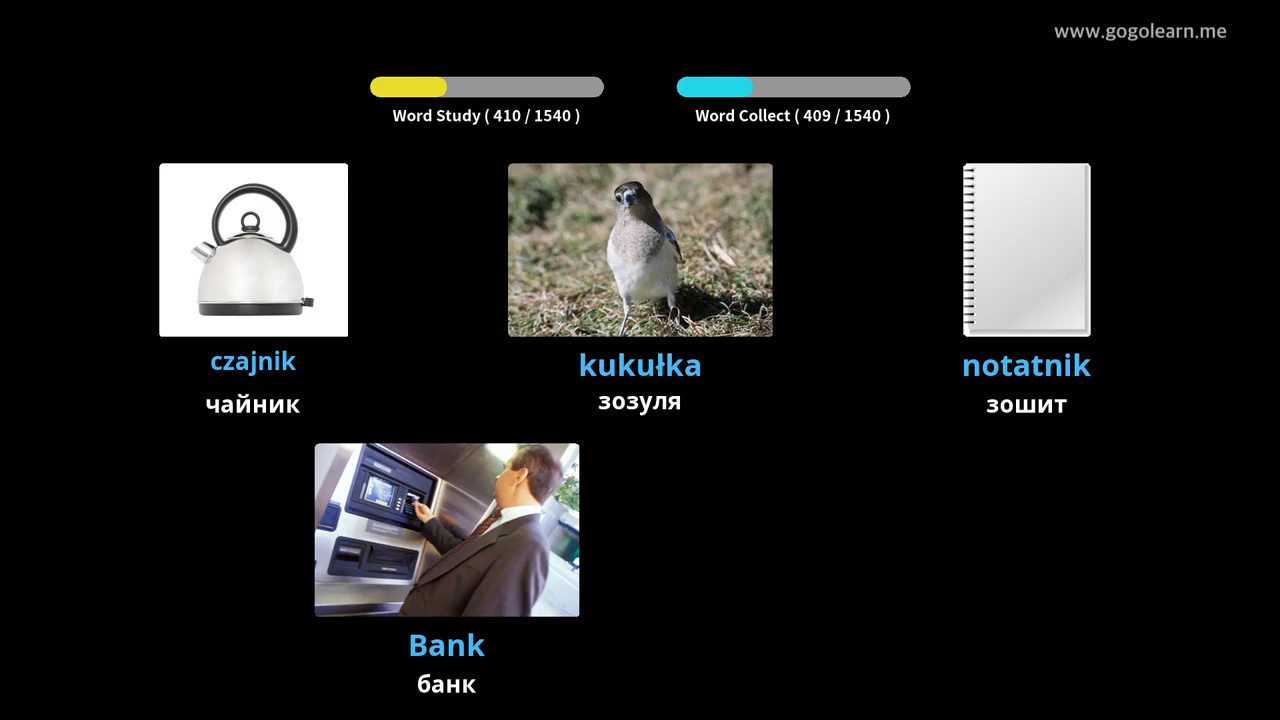 www.gogolearn.me
Word Study ( 410 / 1540 )
Word Collect ( 409 / 1540 )
czajnik
kukułka
notatnik
чайник
зозуля
зошит
Bank
банк